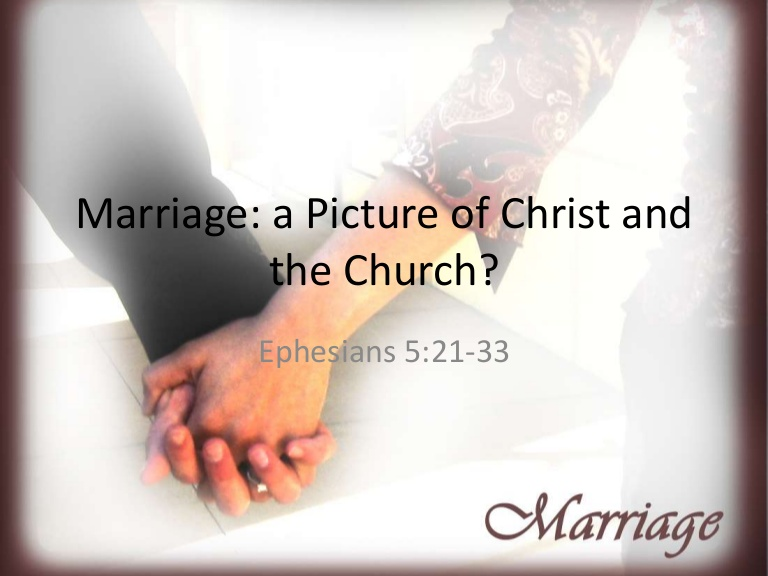 Marriage: a Picture of Christ and
the Church?
Ephesians 5:21-33
Marriage